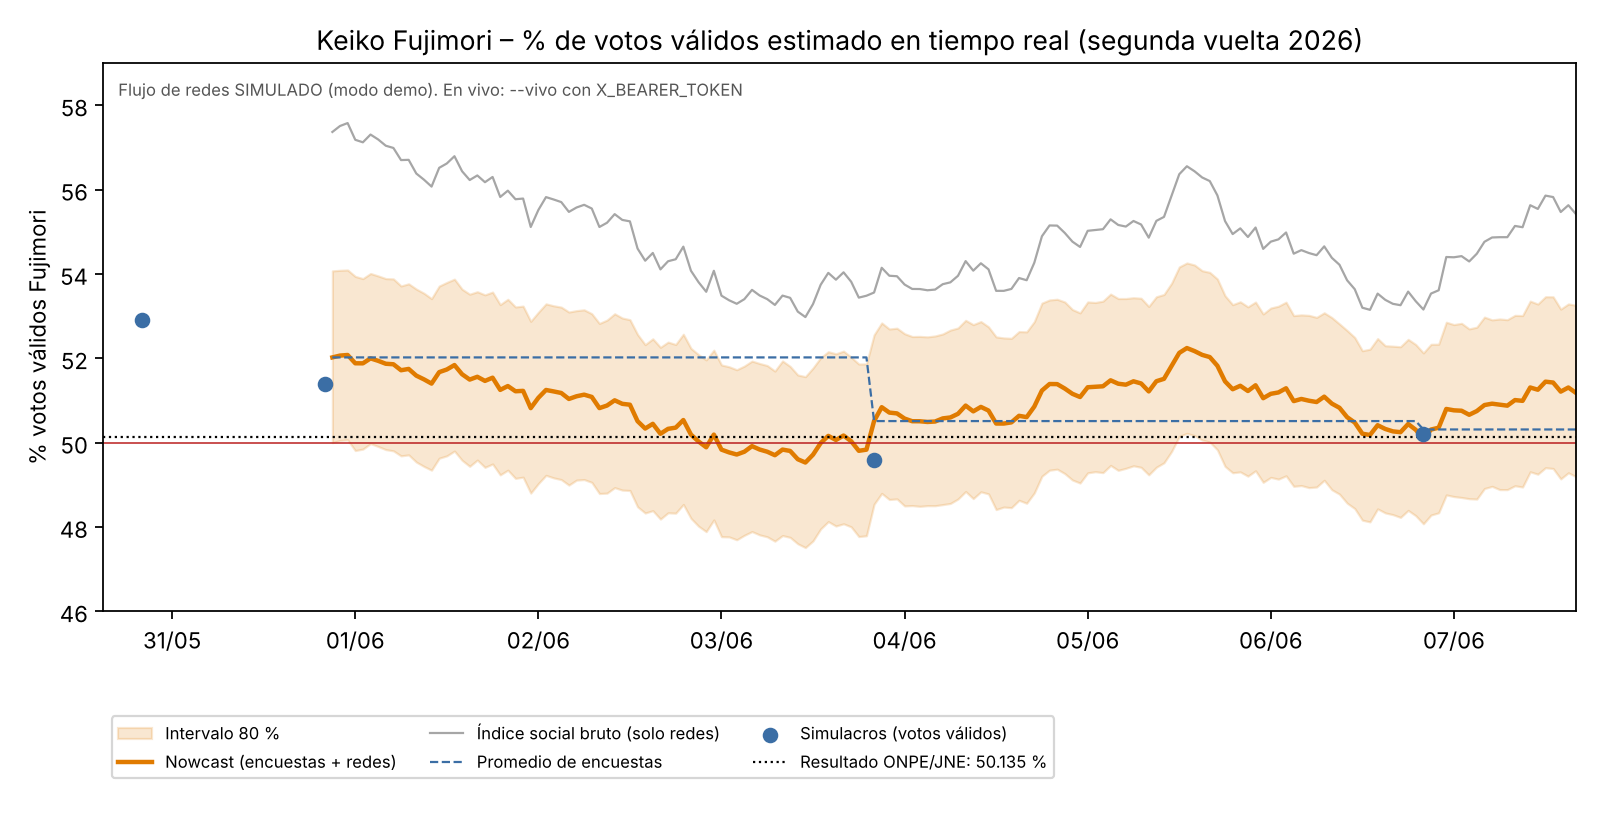 Keiko Fujimori – % de votos válidos estimado en tiempo real (segunda vuelta 2026)
Flujo de redes SIMULADO (modo demo). En vivo: --vivo con X_BEARER_TOKEN
% votos válidos Fujimori
58
56
54
52
50
48
46
31/05 01/06 02/06 03/06 04/06 05/06 06/06 07/06
Intervalo 80 %
Nowcast (encuestas + redes)
Índice social bruto (solo redes)
Promedio de encuestas
Simulacros (votos válidos)
Resultado ONPE/JNE: 50.135 %